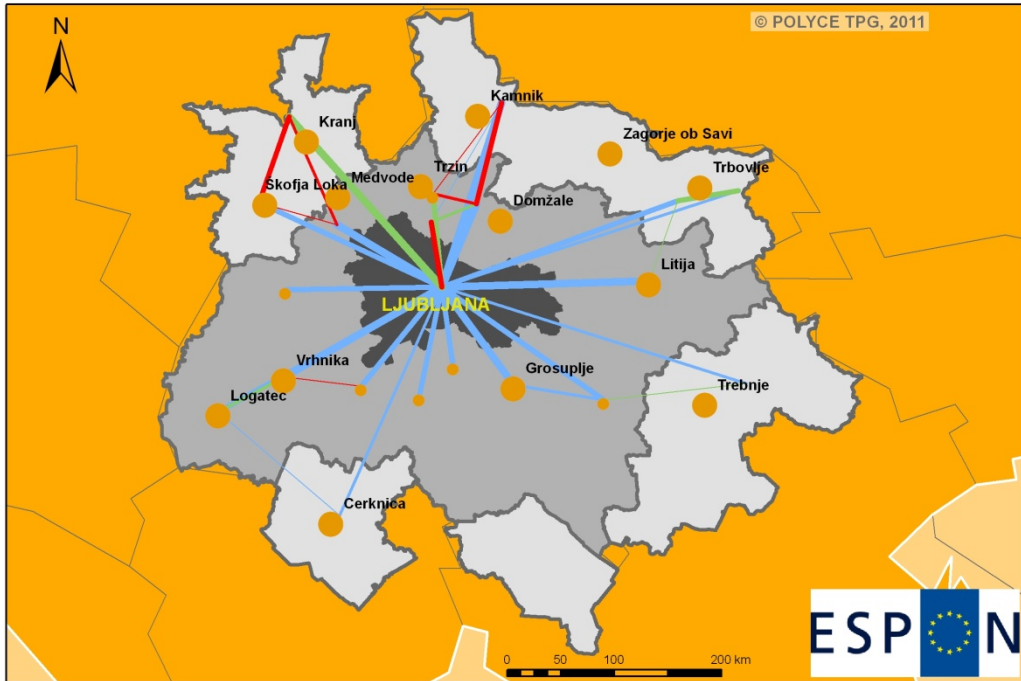 © POLYCE TPG, 2011
N
Kamnik
Kranj
Zagorje ob Savi
Trzin
Trbovlje
Škofja Loka
Medvode
Domžale
Litija
LJUBLJANA
Vrhnika
Grosuplje
Logatec
Trebnje
Cerknica
ESPON
0 50 100 200 km